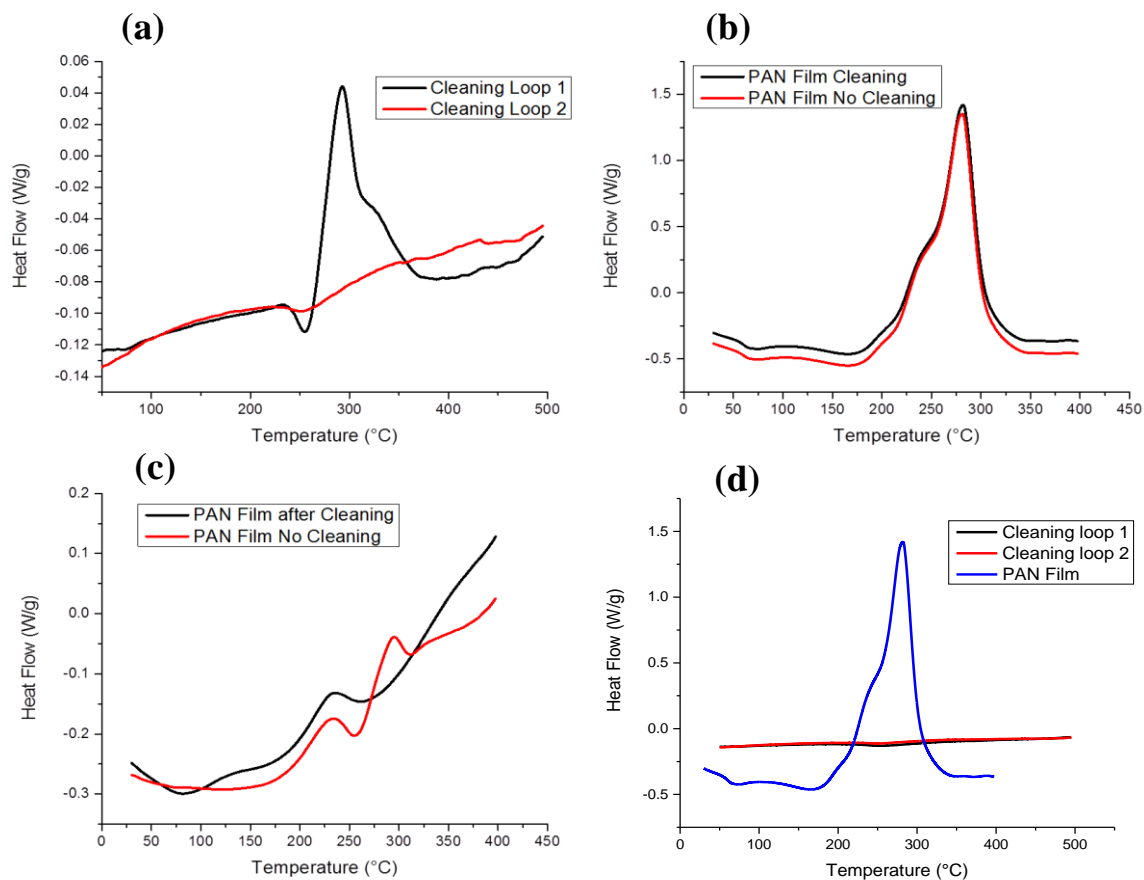 (a)
0.06
0.04
0.02
0.00
-0.02
-0.04
-0.06
-0.08
-0.10
-0.12
-0.14
Heat Flow (W/g)
Cleaning Loop 1
Cleaning Loop 2
100
200
300
400
500
Temperature (°C)
(b)
PAN Film Cleaning
PAN Film No Cleaning
1.5
1.0
0.5
0.0
-0.5
Heat Flow (W/g)
0
50
100
150
200
250
300
350
400
450
Temperature (°C)
(c)
0.2
0.1
0.0
-0.1
-0.2
-0.3
Heat Flow (W/g)
PAN Film after Cleaning
PAN Film No Cleaning
0
50
100
150
200
250
300
350
400
450
Temperature (°C)
(d)
1.5
1.0
0.5
0.0
-0.5
Heat Flow (W/g)
Cleaning loop 1
Cleaning loop 2
PAN Film
0
100
200
300
400
500
Temperature (°C)